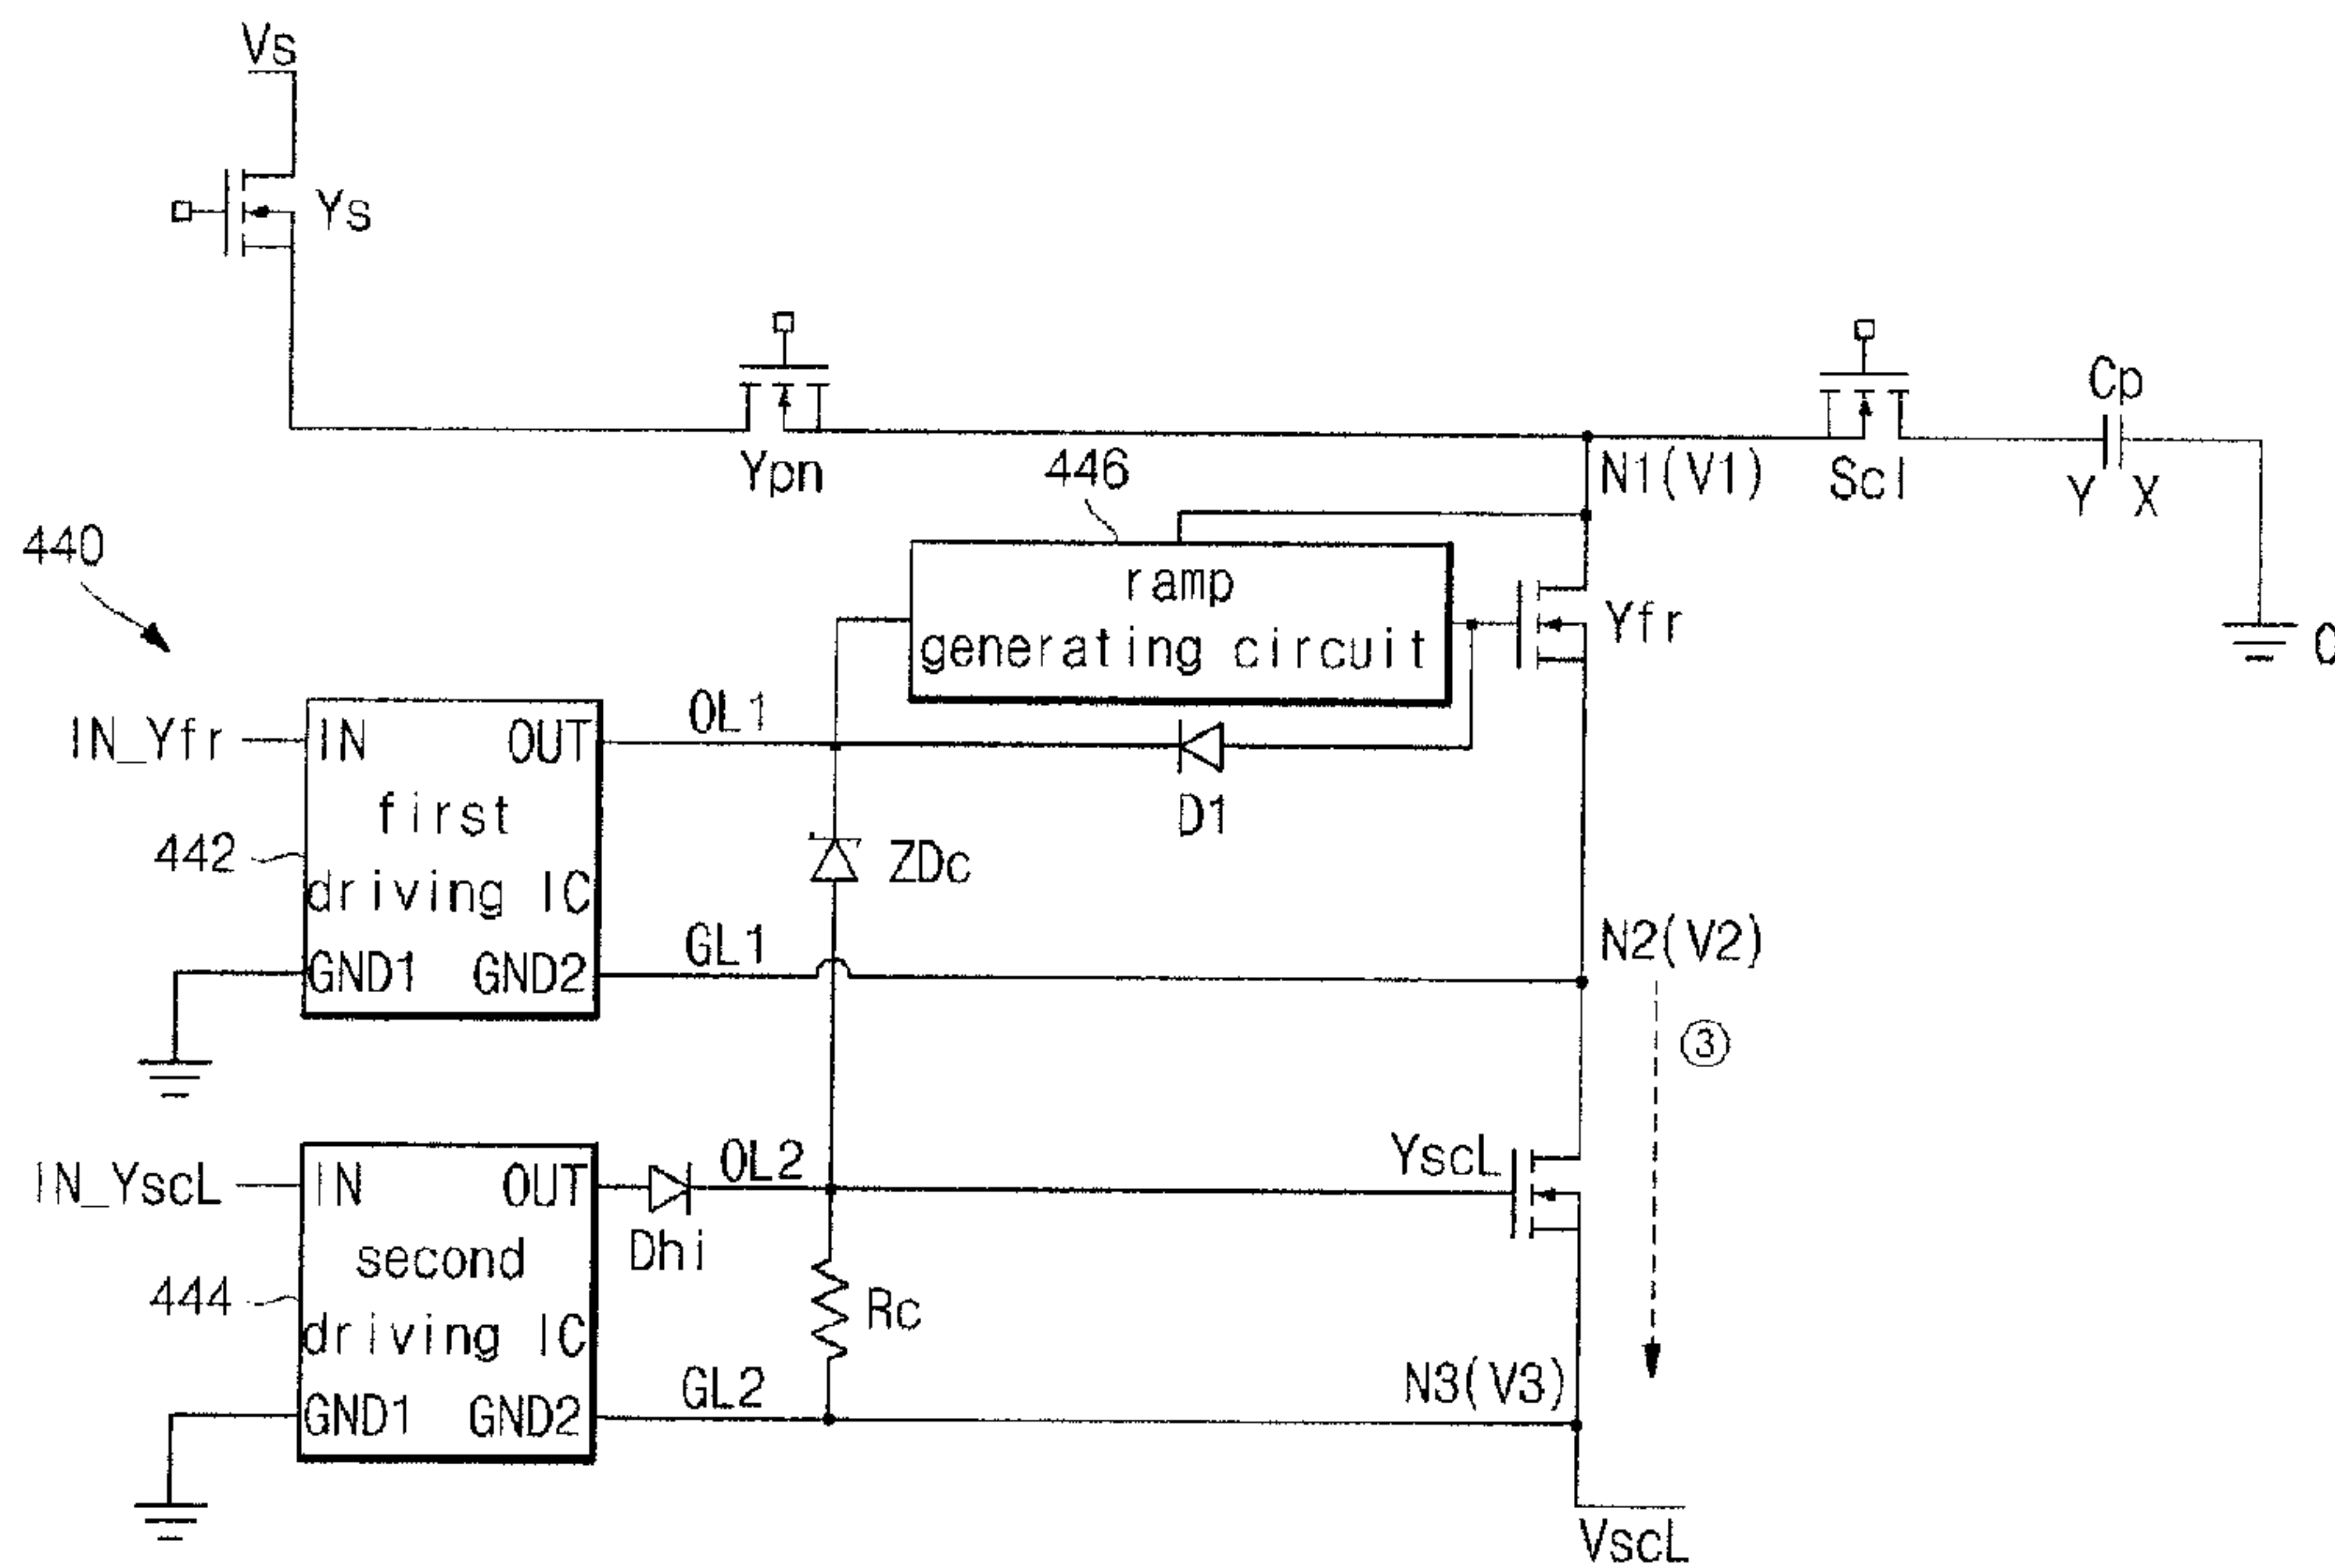 Vs
Ys
Ypn
446
N1(V1)
Scl
Cp
Y X
440
ramp
generating circuit
Yfr
0
IN_Yfr
IN OUT
OL1
first
442
driving IC
D1
ZDc
GND1 GND2
GL1
N2(V2)
③
IN_YscL
IN OUT
OL2
YscL
Dhi
second
444
driving IC
Rc
GND1 GND2
GL2
N3(V3)
VscL